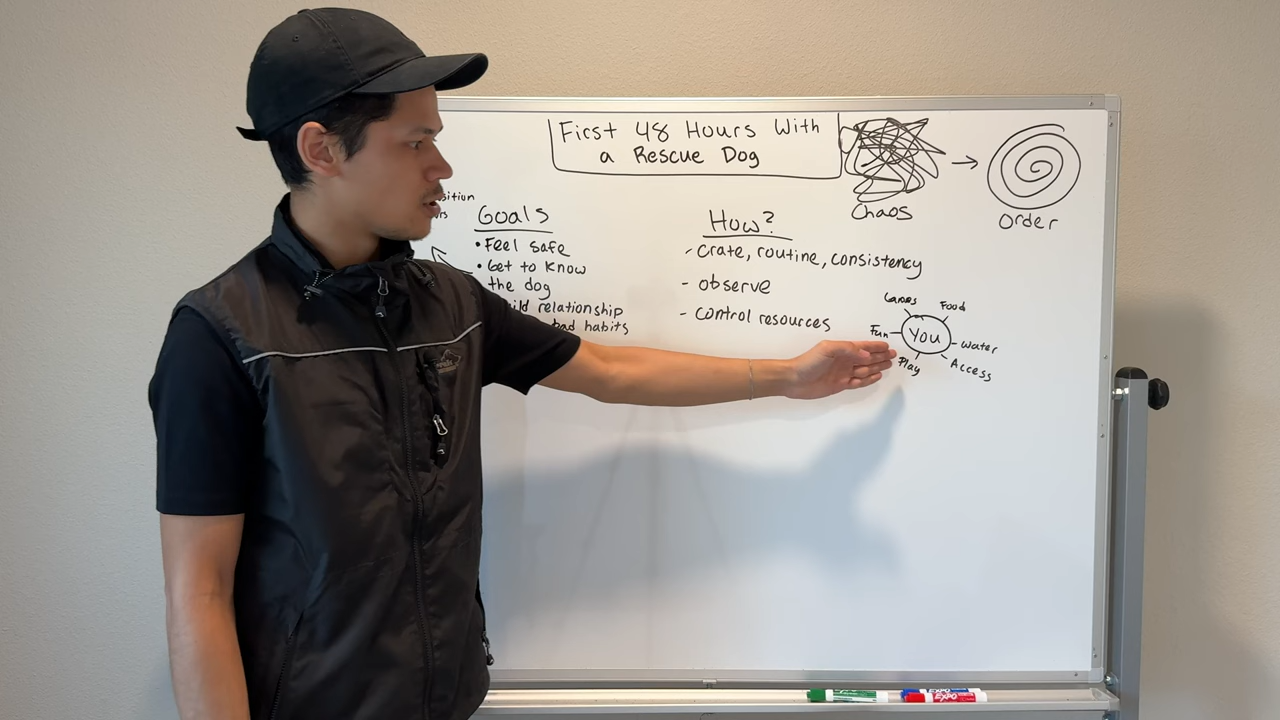 First 48 Hours With
a Rescue Dog
Chaos
→
Order
Goals
• Feel safe
• Get to know
the dog
relationship
bad habits
How?
- Crate, routine, consistency
- observe
- control resources
You
Games
Food
Fun
Water
Play
Access
EXPO
EXPO